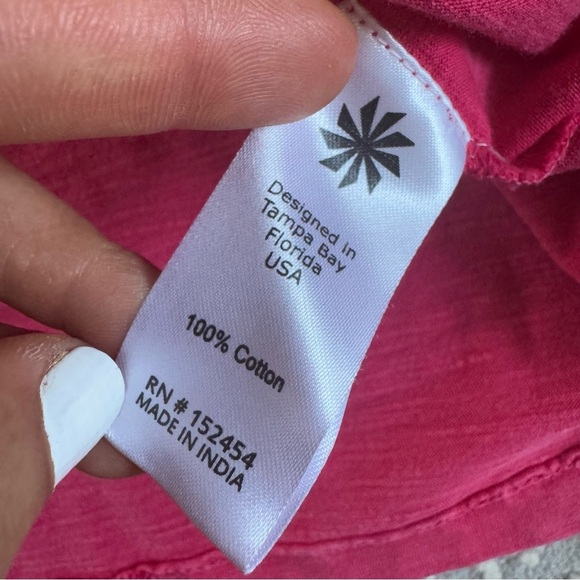 Designed in
Tampa Bay
Florida
USA
100% Cotton
RN # 152454
MADE IN INDIA